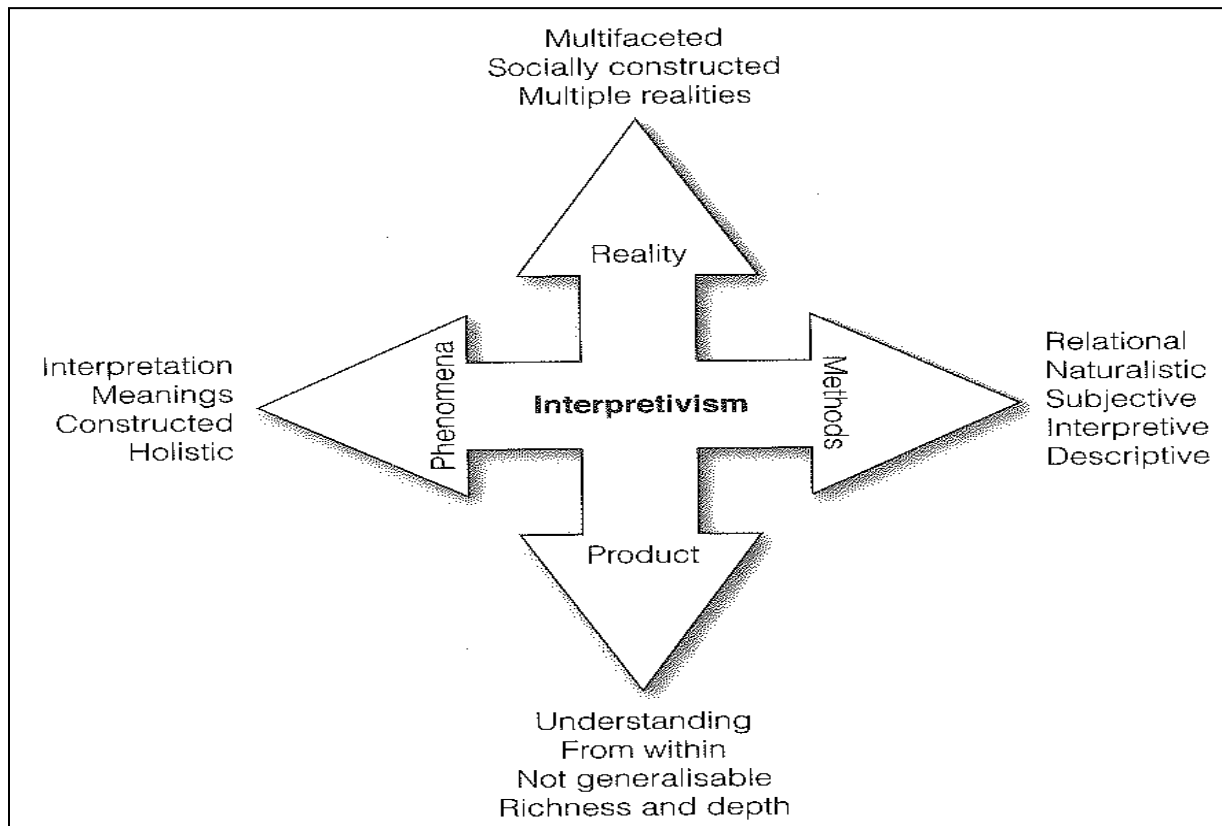 Multifaceted
Socially constructed
Multiple realities
Reality
Interpretation
Meanings
Constructed
Holistic
Phenomena
Interpretivism
Methods
Relational
Naturalistic
Subjective
Interpretive
Descriptive
Product
Understanding
From within
Not generalisable
Richness and depth